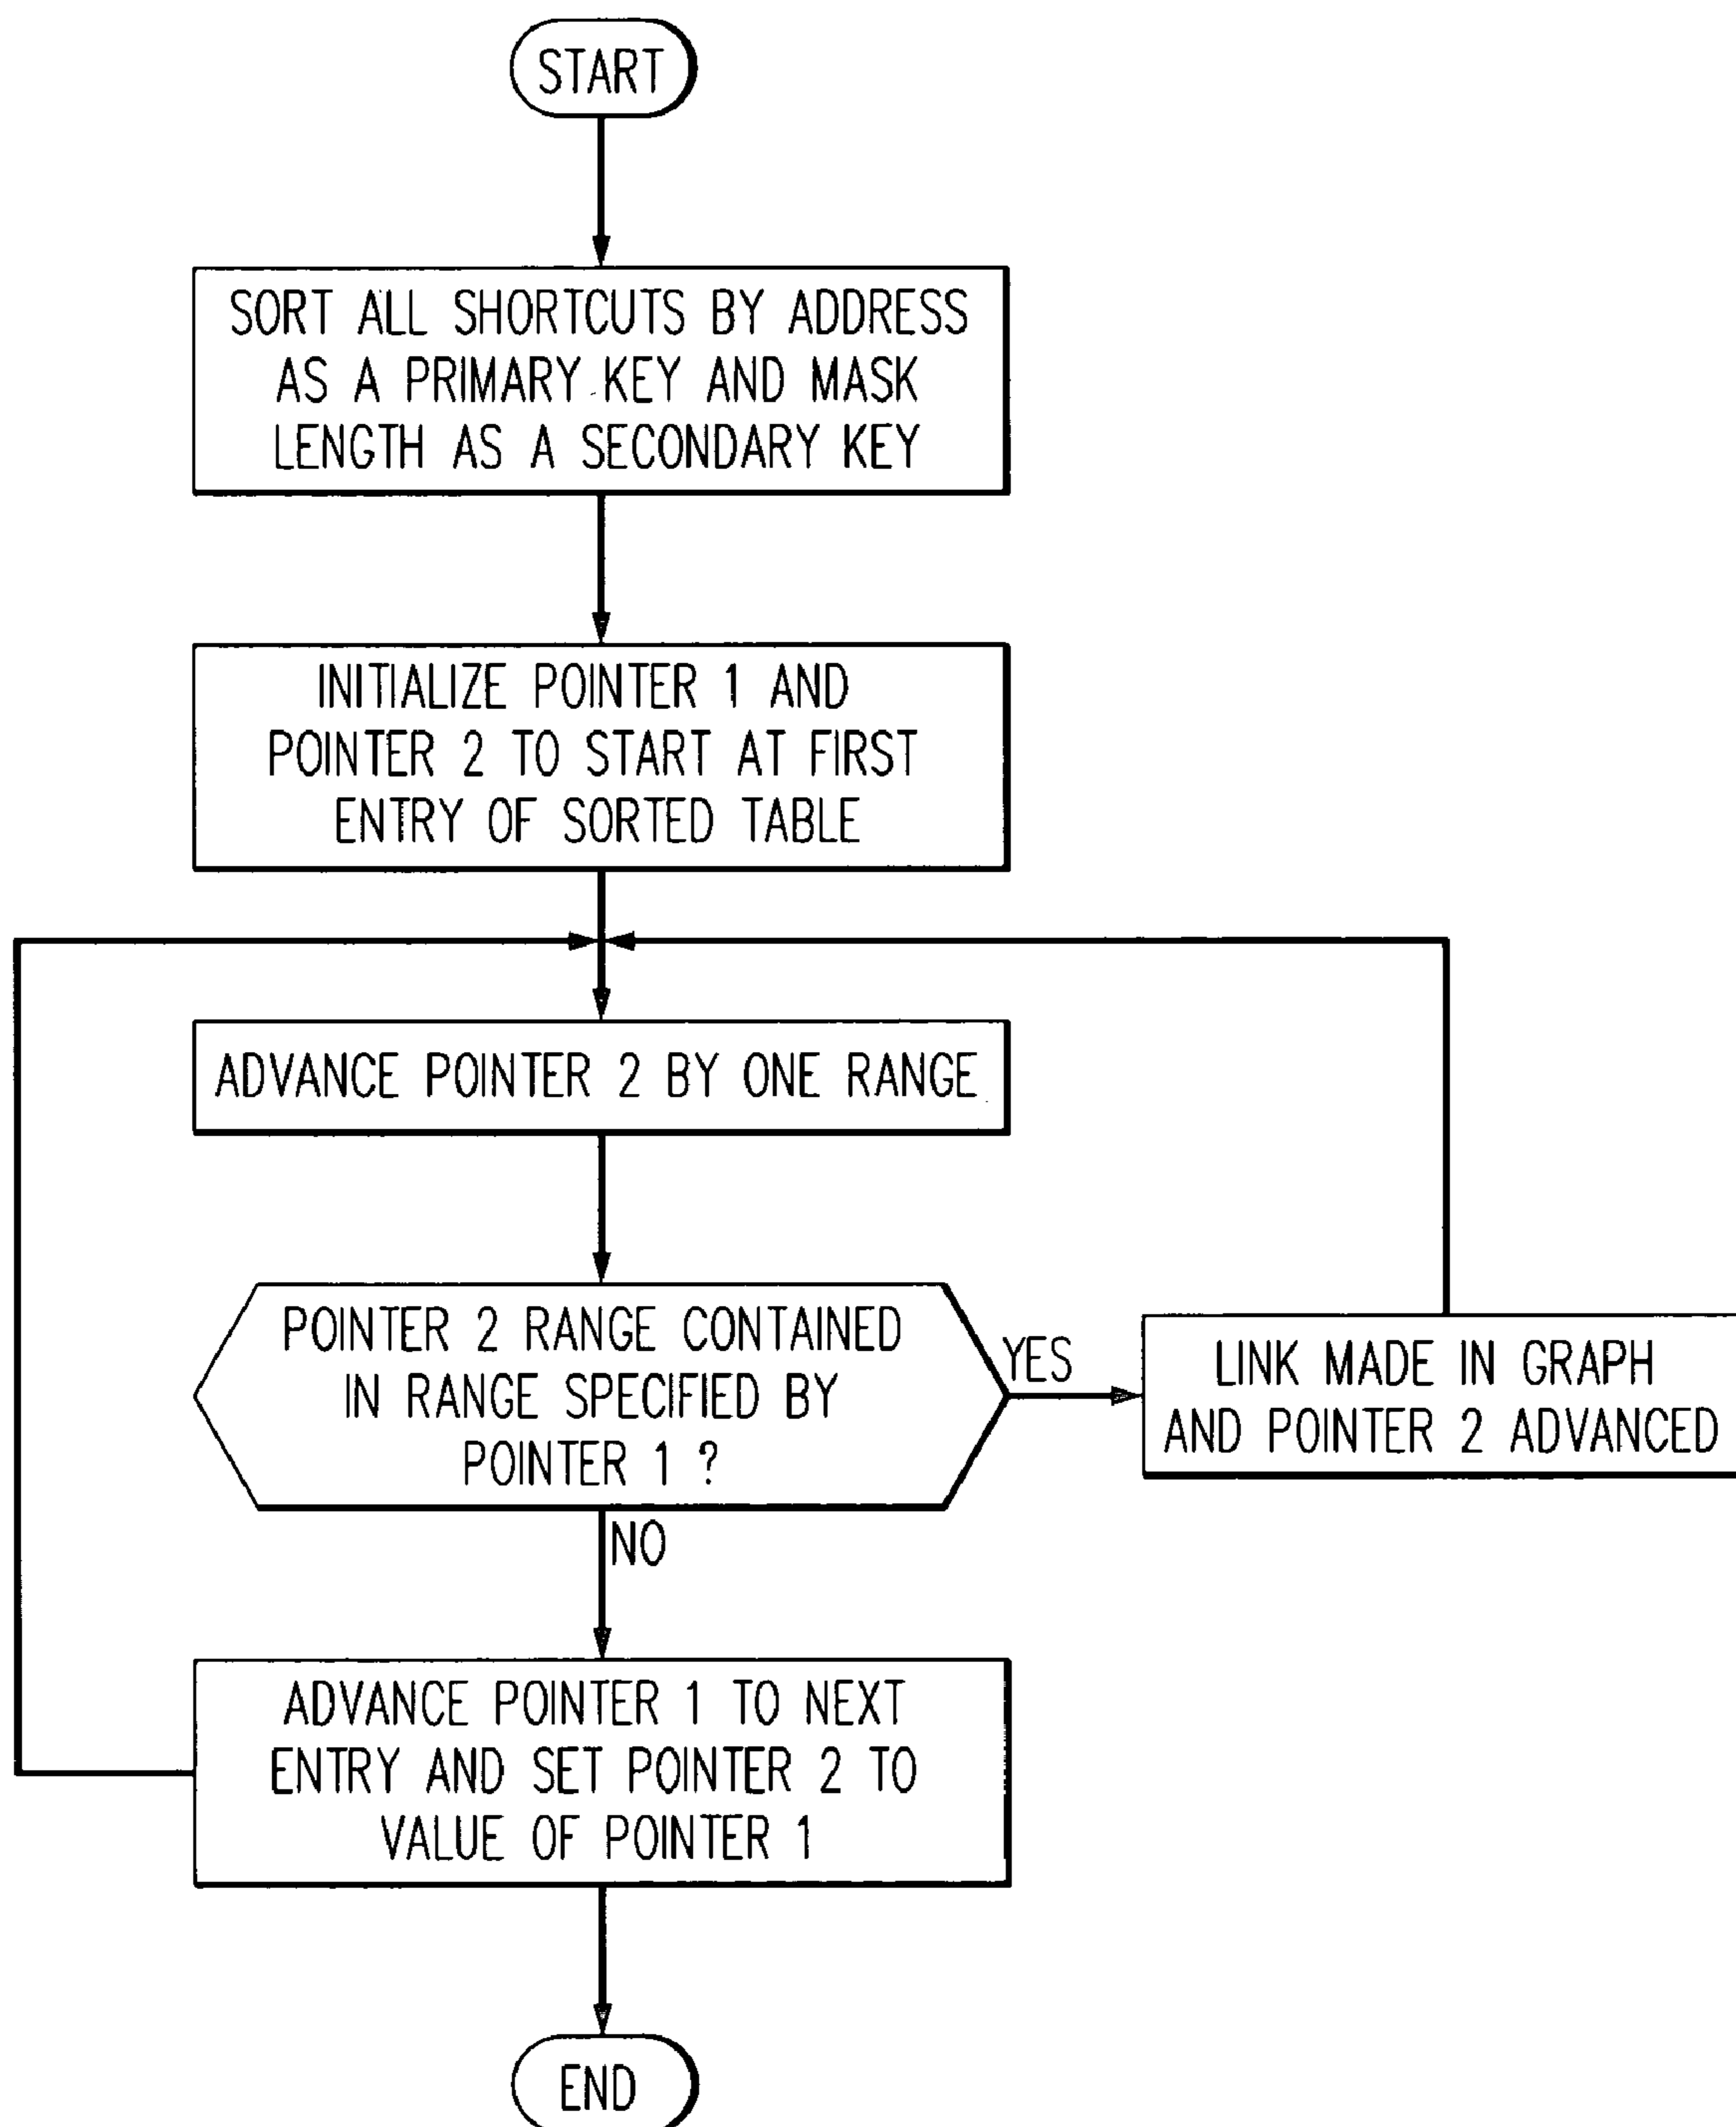 START
SORT ALL SHORTCUTS BY ADDRESS
AS A PRIMARY KEY AND MASK
LENGTH AS A SECONDARY KEY
INITIALIZE POINTER 1 AND
POINTER 2 TO START AT FIRST
ENTRY OF SORTED TABLE
ADVANCE POINTER 2 BY ONE RANGE
POINTER 2 RANGE CONTAINED
IN RANGE SPECIFIED BY
POINTER 1 ?
YES
LINK MADE IN GRAPH
AND POINTER 2 ADVANCED
NO
ADVANCE POINTER 1 TO NEXT
ENTRY AND SET POINTER 2 TO
VALUE OF POINTER 1
END